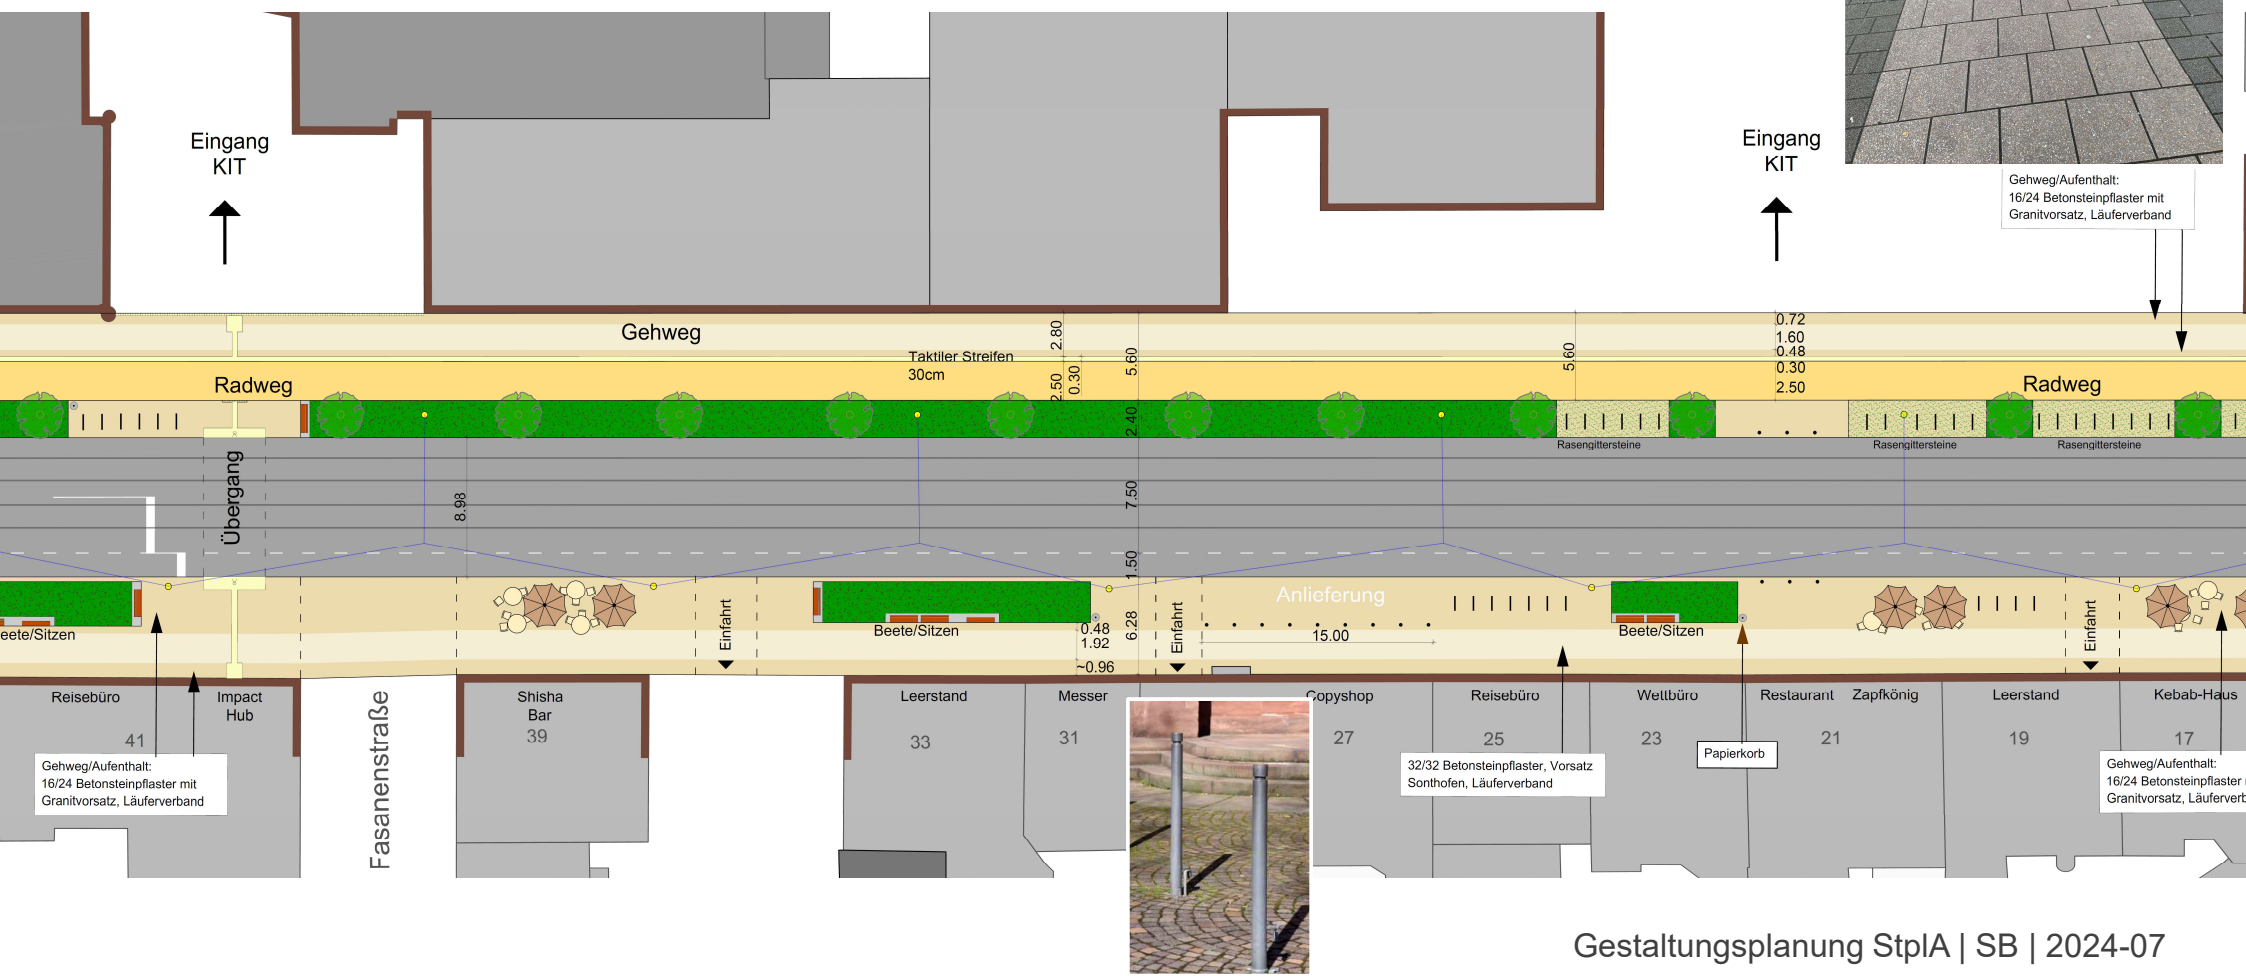 Eingang
KIT
Eingang
KIT
Gehweg/Aufenthalt:
16/24 Betonsteinpflaster mit
Granitvorsatz, Läuferverband
Gehweg
2.80
5.60
5.60
0.72
1.60
0.48
0.30
2.50
Taktiler Streifen
30cm
2.50
0.30
Radweg
Radweg
2.40
Rasengittersteine
Rasengittersteine
Rasengittersteine
Übergang
8.98
7.50
1.50
Anlieferung
Einfahrt
Einfahrt
Einfahrt
6.28
eete/Sitzen
Beete/Sitzen
Beete/Sitzen
0.48
1.92
~0.96
15.00
Reisebüro
Impact
Hub
41
Fasanenstraße
Shisha
Bar
39
Leerstand
33
Messer
31
Copyshop
27
Reisebüro
25
Wettbüro
23
Restaurant Zapfkönig
21
Leerstand
19
Kebab-Haus
17
Gehweg/Aufenthalt:
16/24 Betonsteinpflaster mit
Granitvorsatz, Läuferverband
32/32 Betonsteinpflaster, Vorsatz
Sonthofen, Läuferverband
Papierkorb
Gehweg/Aufenthalt:
16/24 Betonsteinpflaster
Granitvorsatz, Läuferverb
Gestaltungsplanung StplA | SB | 2024-07